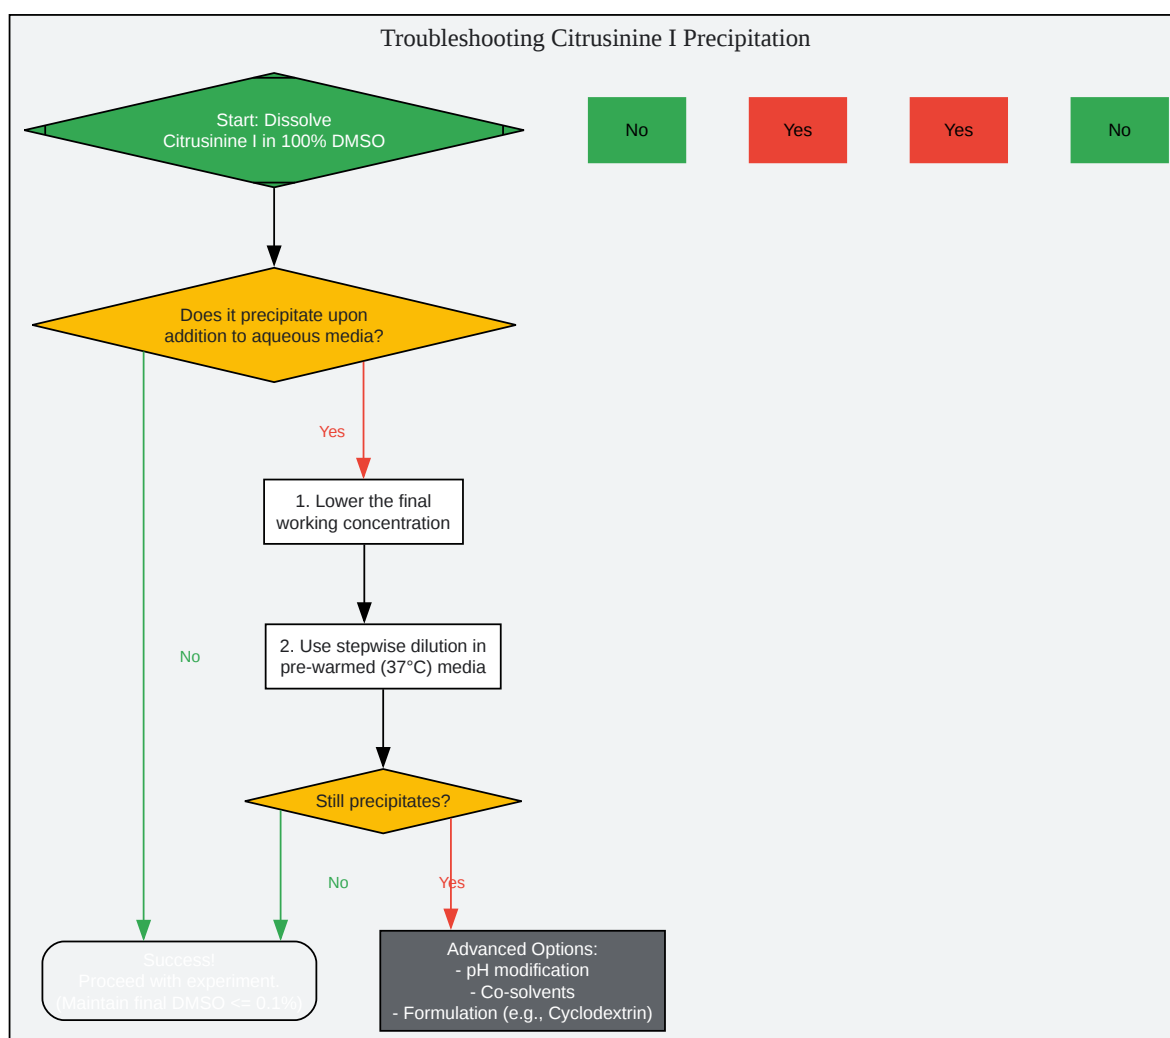 Troubleshooting Citrusinine I Precipitation
Start: Dissolve
Citrusinine I in 100% DMSO
No
Yes
Yes
No
Does it precipitate upon
addition to aqueous media?
Yes
1. Lower the final
working concentration
2. Use stepwise dilution in
pre-warmed (37°C) media
No
Still precipitates?
No
Yes
Success!
Proceed with experiment.
(Maintain final DMSO <= 0.1%)
Advanced Options:
- pH modification
- Co-solvents
- Formulation (e.g., Cyclodextrin)